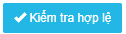 Kiểm tra hợp lệ